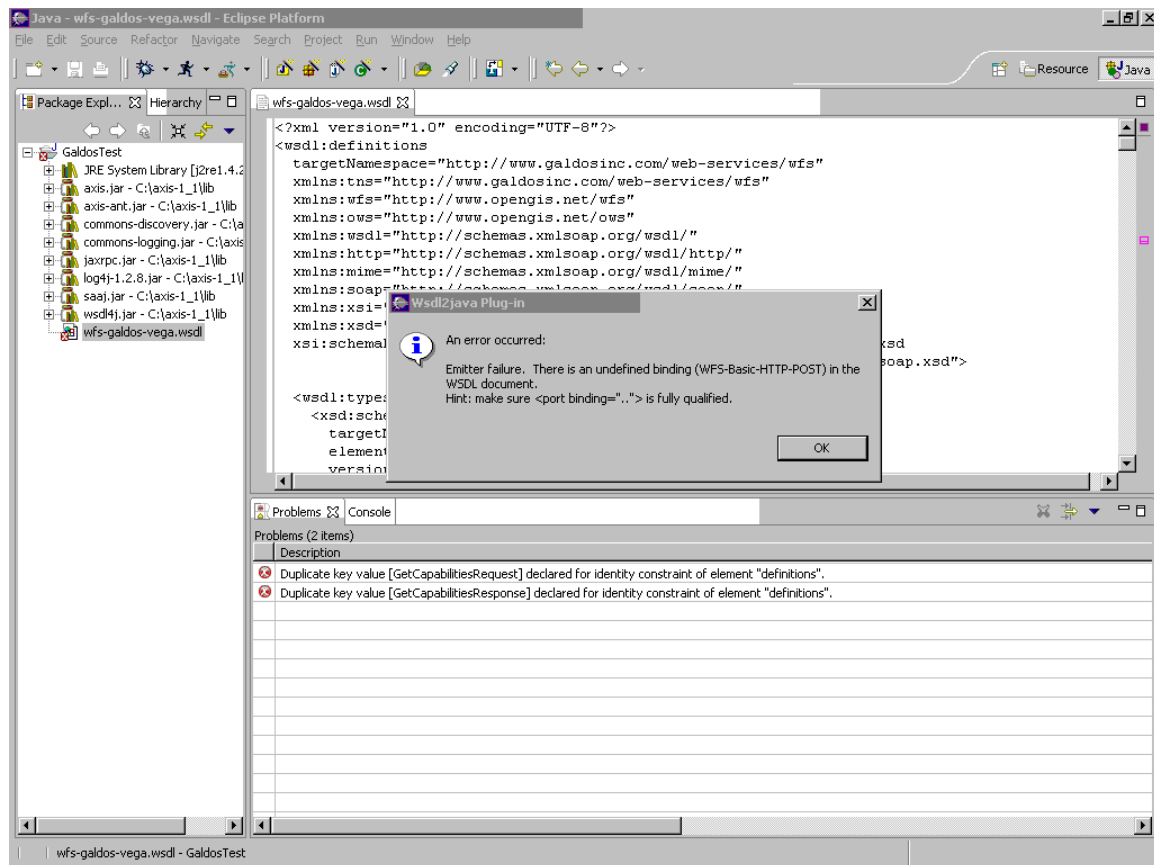 Java - wfs-galdos-vega.wsdl - Eclipse Platform
File Edit Source Refactor Navigate Search Project Run Window Help
Resource Java
Package Expl... Hierarchy
wfs-galdos-vega.wsdl
GaldosTest
JRE System Library [j2re1.4.2
axis.jar - C:\axis-1_1\lib
axis-ant.jar - C:\axis-1_1\lib
commons-discovery.jar - C:\a
commons-logging.jar - C:\axis
jaxrpc.jar - C:\axis-1_1\lib
log4j-1.2.8.jar - C:\axis-1_1\l
saaj.jar - C:\axis-1_1\lib
wsdl4j.jar - C:\axis-1_1\lib
wfs-galdos-vega.wsdl
<?xml version="1.0" encoding="UTF-8"?>
<wsdl:definitions
targetNamespace="http://www.galdosinc.com/web-services/wfs"
xmlns:tns="http://www.galdosinc.com/web-services/wfs"
xmlns:wfs="http://www.opengis.net/wfs"
xmlns:ows="http://www.opengis.net/ows"
xmlns:wsdl="http://schemas.xmlsoap.org/wsdl/"
xmlns:http="http://schemas.xmlsoap.org/wsdl/http/"
xmlns:mime="http://schemas.xmlsoap.org/wsdl/mime/"
xmlns:soap="http://schemas.xmlsoap.org/wsdl/soap/"
xmlns:xsi="
xmlns:xsd="
xsi:schemal xsd
soap.xsd">
<wsdl:types
<xsd:sche
targetN
element
version
Wsdl2java Plug-in
An error occurred:
Emitter failure. There is an undefined binding (WFS-Basic-HTTP-POST) in the
WSDL document.
Hint: make sure <port binding=".."> is fully qualified.
OK
Problems Console
Problems (2 items)
Description
Duplicate key value [GetCapabilitiesRequest] declared for identity constraint of element "definitions".
Duplicate key value [GetCapabilitiesResponse] declared for identity constraint of element "definitions".
wfs-galdos-vega.wsdl - GaldosTest